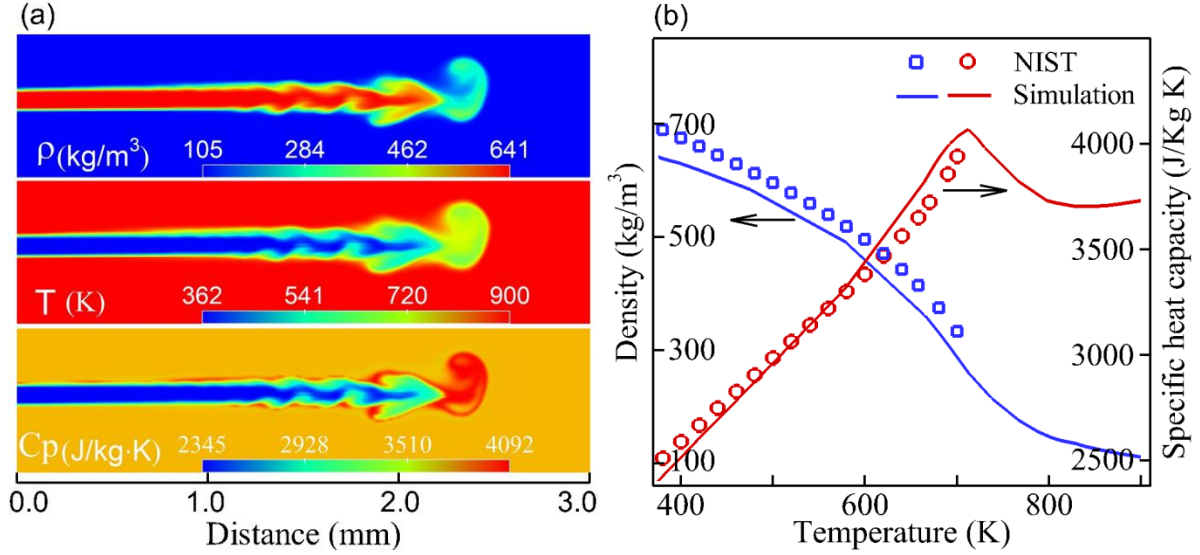 (a)
ρ(kg/m³)
105 284 462 641
T (K)
362 541 720 900
Cp(J/kg·K)
2345 2928 3510 4092
0.0 1.0 2.0 3.0
Distance (mm)
(b)
NIST
Simulation
Density (kg/m³)
700
500
300
100
Specific heat capacity (J/Kg K)
4000
3500
3000
2500
400 600 800
Temperature (K)